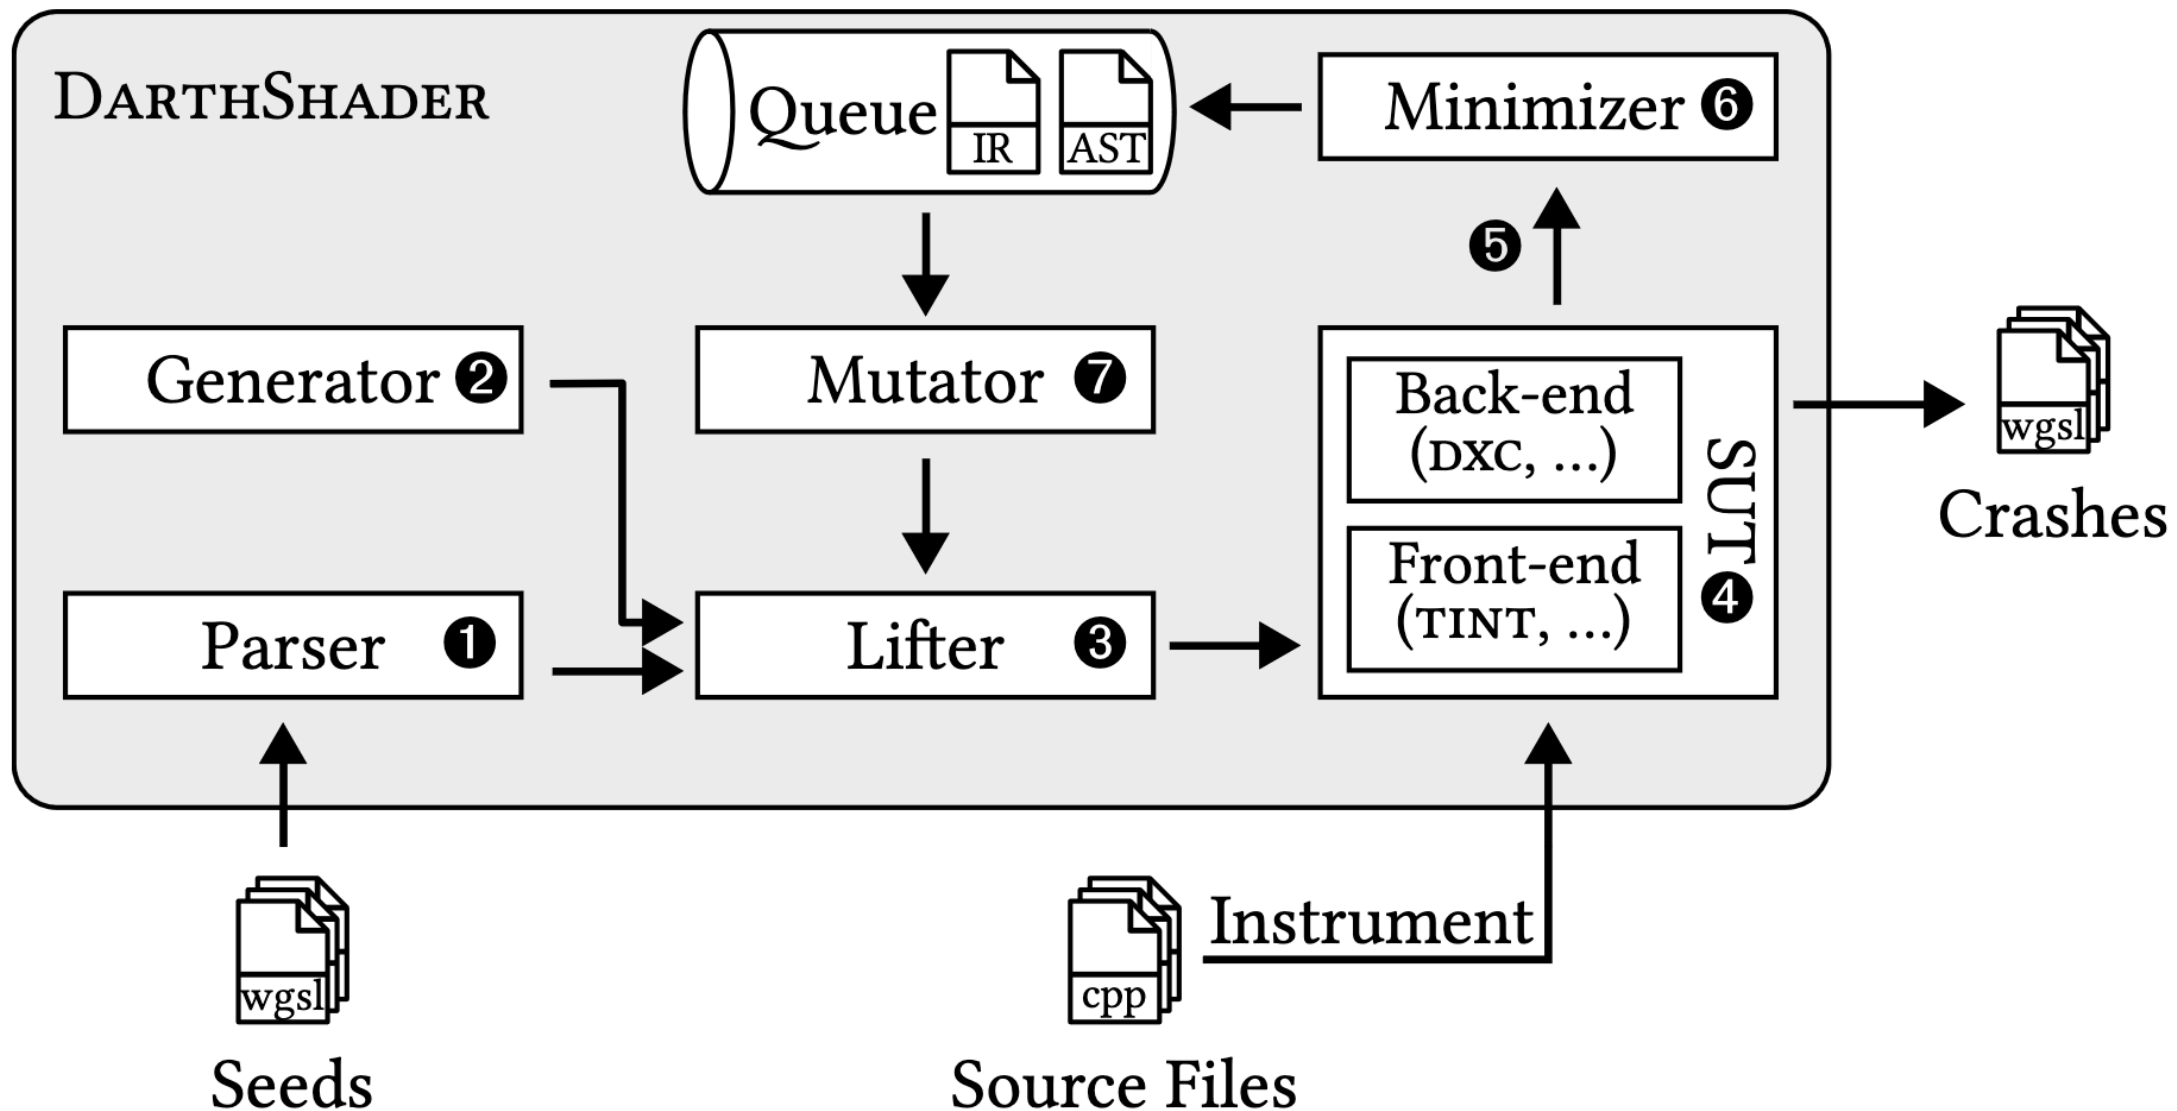 DARTHSHADER
Queue
IR
AST
Minimizer ❻
❺
Generator ❷
Mutator ❼
Back-end
(DXC, ...)
SUT ❹
Front-end
(TINT, ...)
wgsl
Crashes
Parser ❶
Lifter ❸
wgsl
Seeds
cpp
Instrument
Source Files